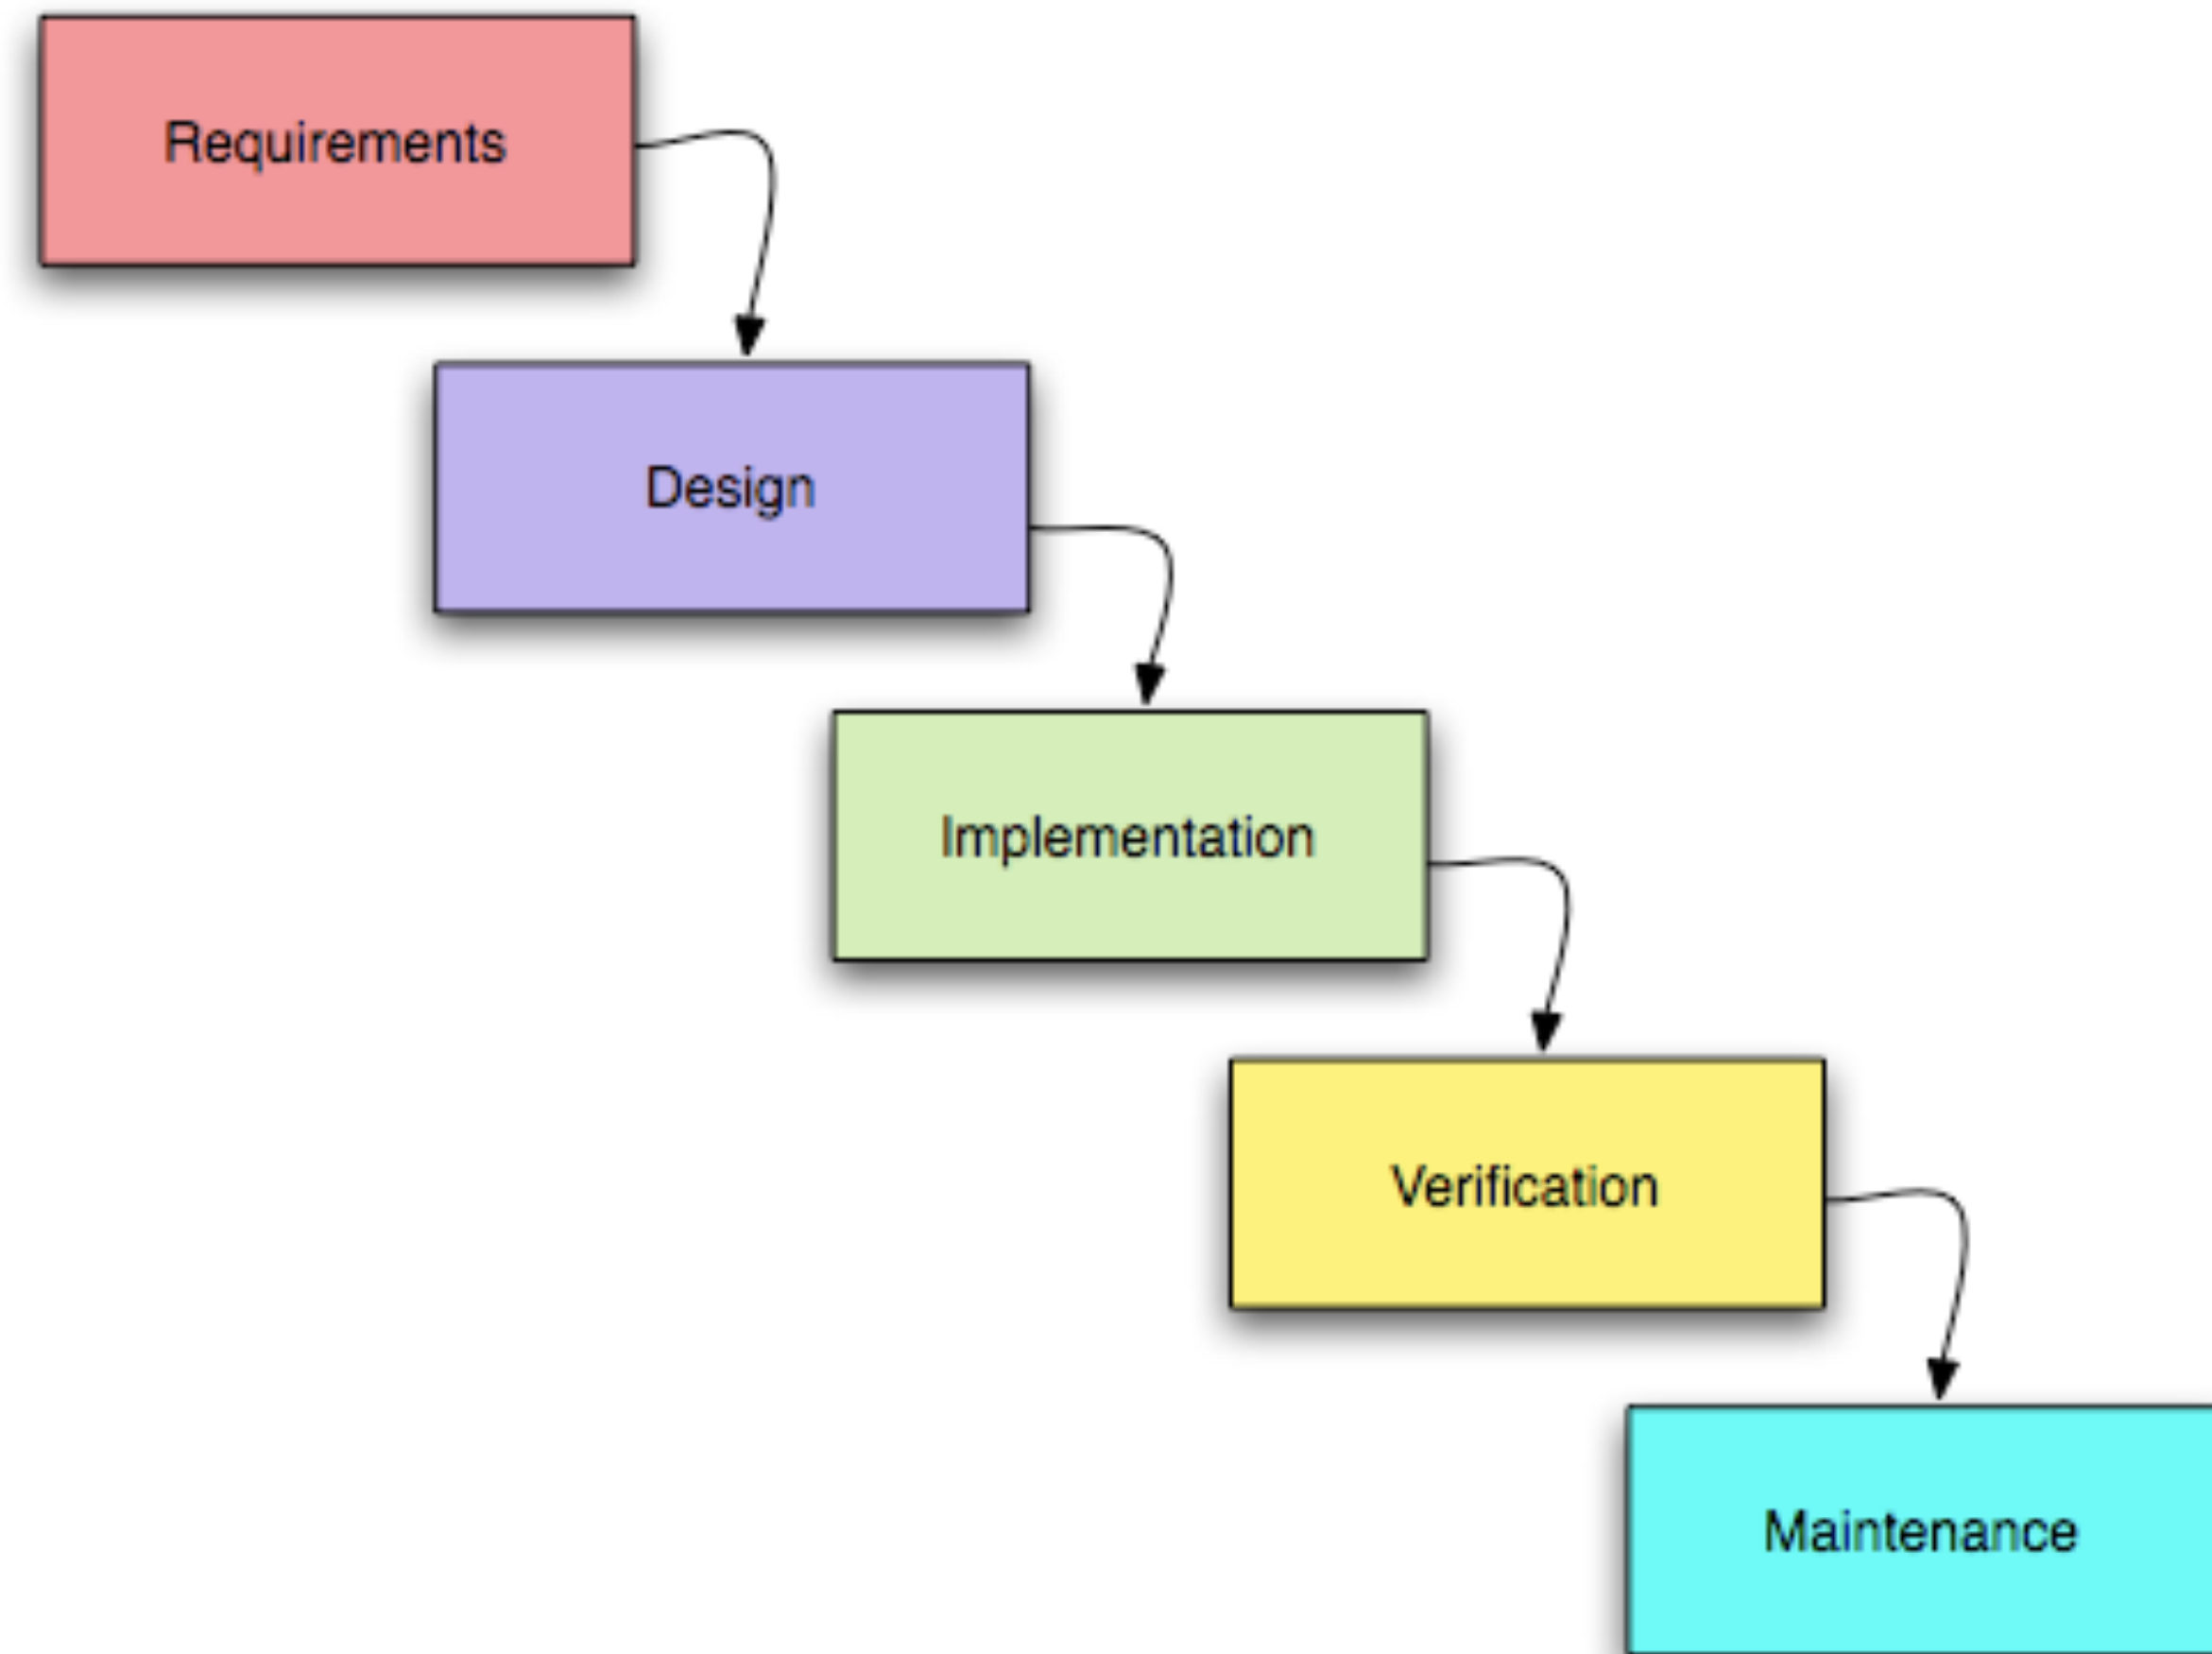 Requirements
Design
Implementation
Verification
Maintenance